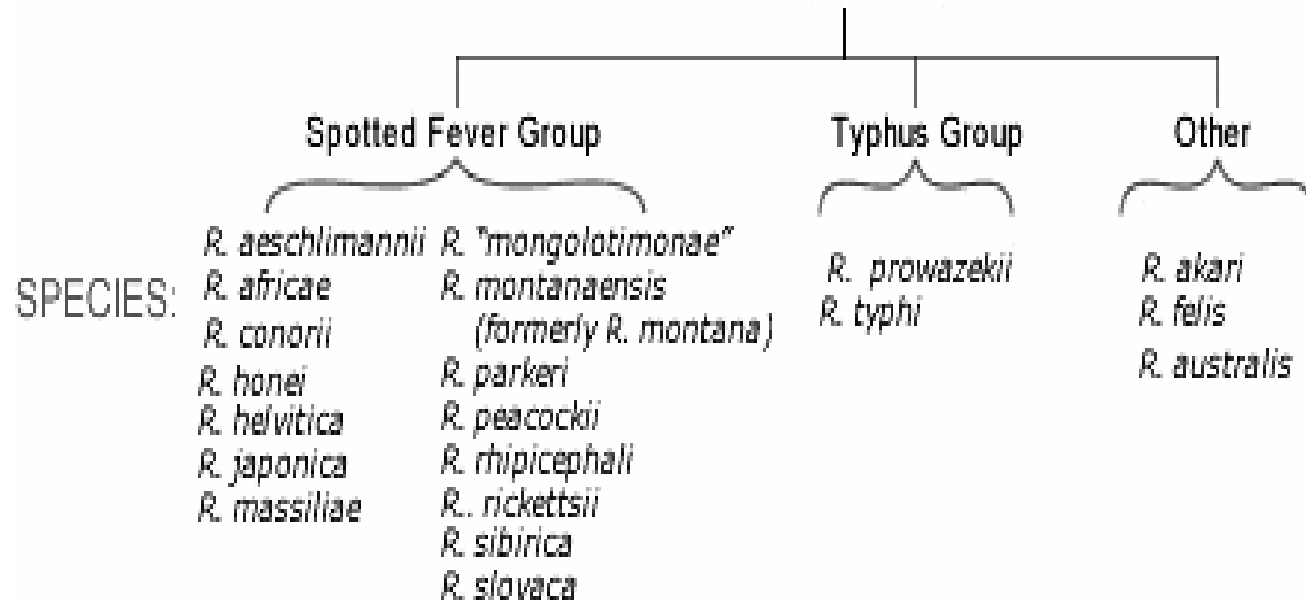 Spotted Fever Group
Typhus Group
Other
SPECIES:
R. aeschlimannii
R. africae
R. conorii
R. honei
R. helvitica
R. japonica
R. massiliae
R. "mongolotimonae"
R. montanaensis
(formerly R. montana)
R. parkeri
R. peacockii
R. rhipicephali
R.. rickettsii
R. sibirica
R. slovaca
R. prowazekii
R. typhi
R. akari
R. felis
R. australis